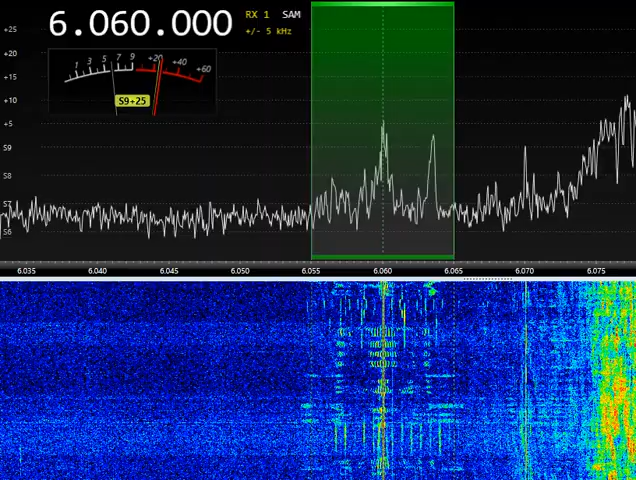 6.060.000 RX 1 SAM
+/- 5 kHz
+25
1 3 5 7 9 +20 +40 +60
+20
+15
S9+25
+10
+5
S9
S8
S7
S6
6.035 6.040 6.045 6.050 6.055 6.060 6.065 6.070 6.075